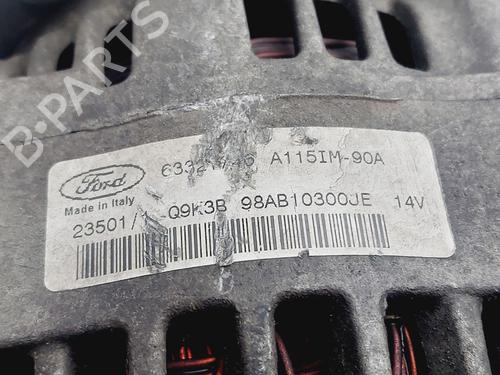 B-PARTS
Ford A115IM-90A
Made in Italy
23501/ Q9K3B 98AB10300JE 14V